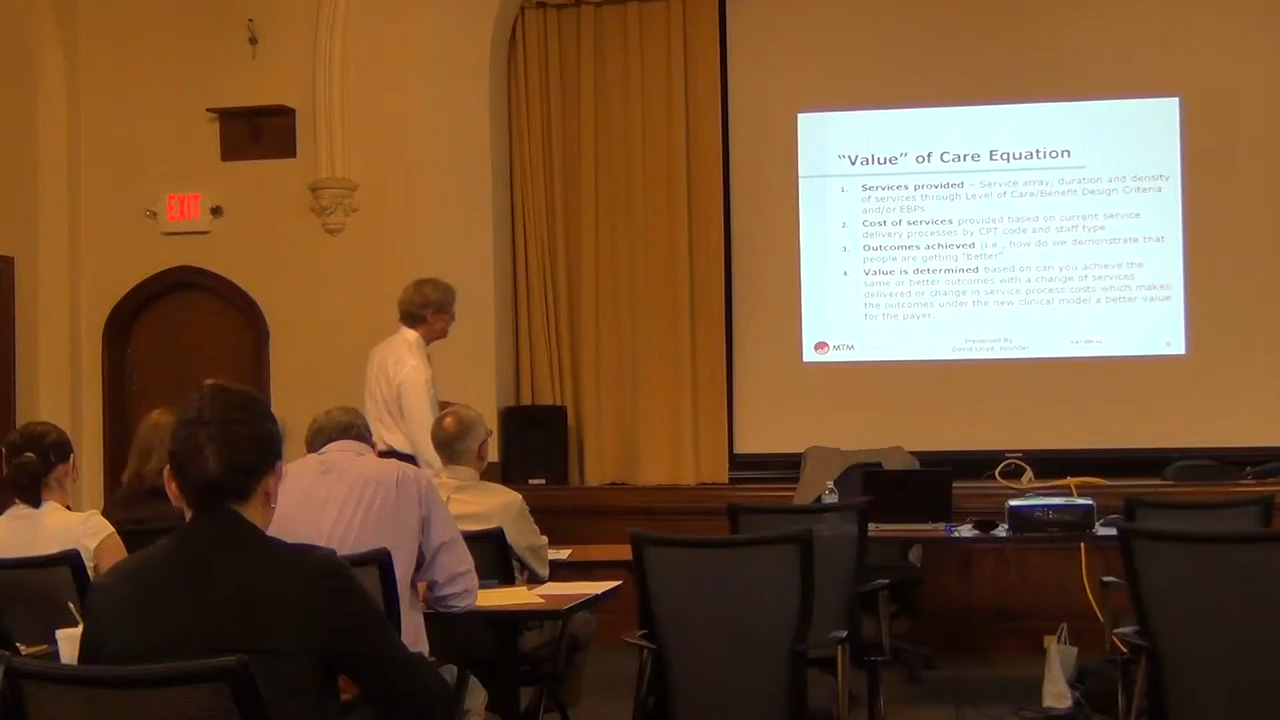 EXIT
“Value” of Care Equation
1. Services provided – Service array, duration and density
of services through Level of Care/Benefit Design Criteria
and/or EBPs
2. Cost of services provided based on current service
delivery processes by CPT code and staff type
3. Outcomes achieved (i.e., how do we demonstrate that
people are getting “better”
4. Value is determined based on can you achieve the
same or better outcomes with a change of services
delivered or change in service process costs which makes
the outcomes under the new clinical model a better value
for the payer.
MTM
Presented By
David Lloyd, Founder